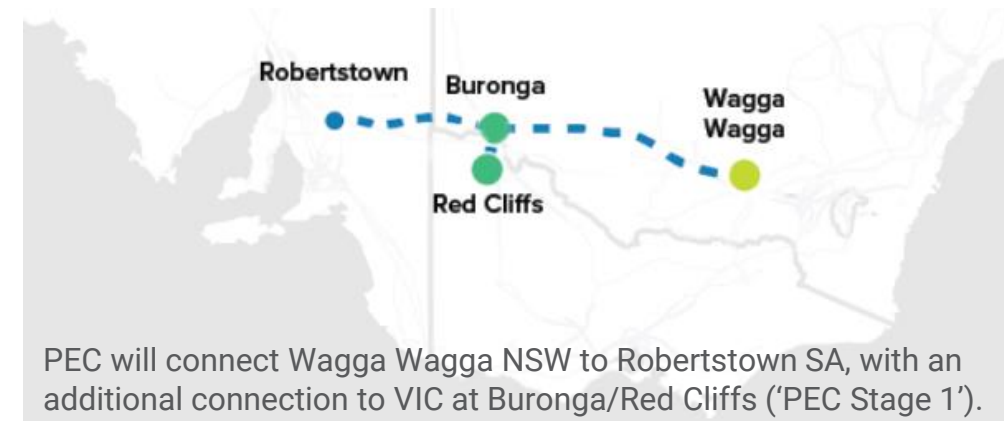 Robertstown
Buronga
Wagga
Wagga
Red Cliffs
PEC will connect Wagga Wagga NSW to Robertstown SA, with an
additional connection to VIC at Buronga/Red Cliffs (‘PEC Stage 1’).